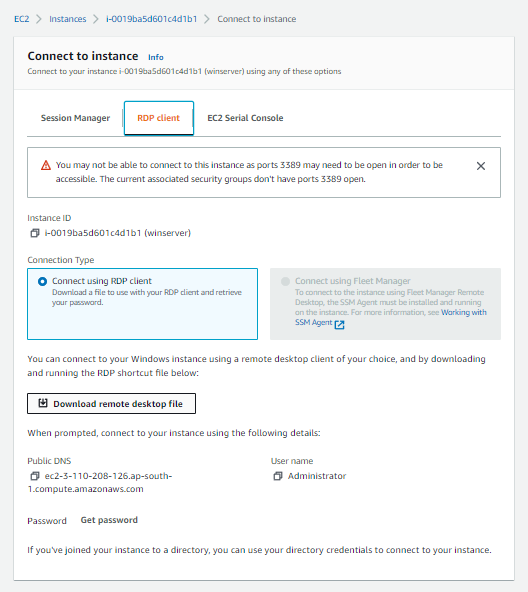 EC2 > Instances > i-0019ba5d601c4d1b1 > Connect to instance
Connect to instance Info
Connect to your instance i-0019ba5d601c4d1b1 (winserver) using any of these options
Session Manager RDP client EC2 Serial Console
You may not be able to connect to this instance as ports 3389 may need to be open in order to be
accessible. The current associated security groups don't have ports 3389 open.
Instance ID
i-0019ba5d601c4d1b1 (winserver)
Connection Type
Connect using RDP client
Download a file to use with your RDP client and retrieve
your password.
Connect using Fleet Manager
To connect to the instance using Fleet Manager Remote
Desktop, the SSM Agent must be installed and running
on the instance. For more information, see Working with
SSM Agent
You can connect to your Windows instance using a remote desktop client of your choice, and by downloading
and running the RDP shortcut file below:
Download remote desktop file
When prompted, connect to your instance using the following details:
Public DNS
ec2-3-110-208-126.ap-south-
1.compute.amazonaws.com
User name
Administrator
Password Get password
If you've joined your instance to a directory, you can use your directory credentials to connect to your instance.